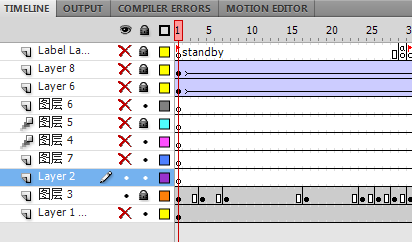 TIMELINE OUTPUT COMPILER ERRORS MOTION EDITOR
1 5 10 15 20 25
Label La... standby
Layer 8
Layer 6
图层 6
图层 5
图层 4
图层 7
Layer 2
图层 3
Layer 1 ...